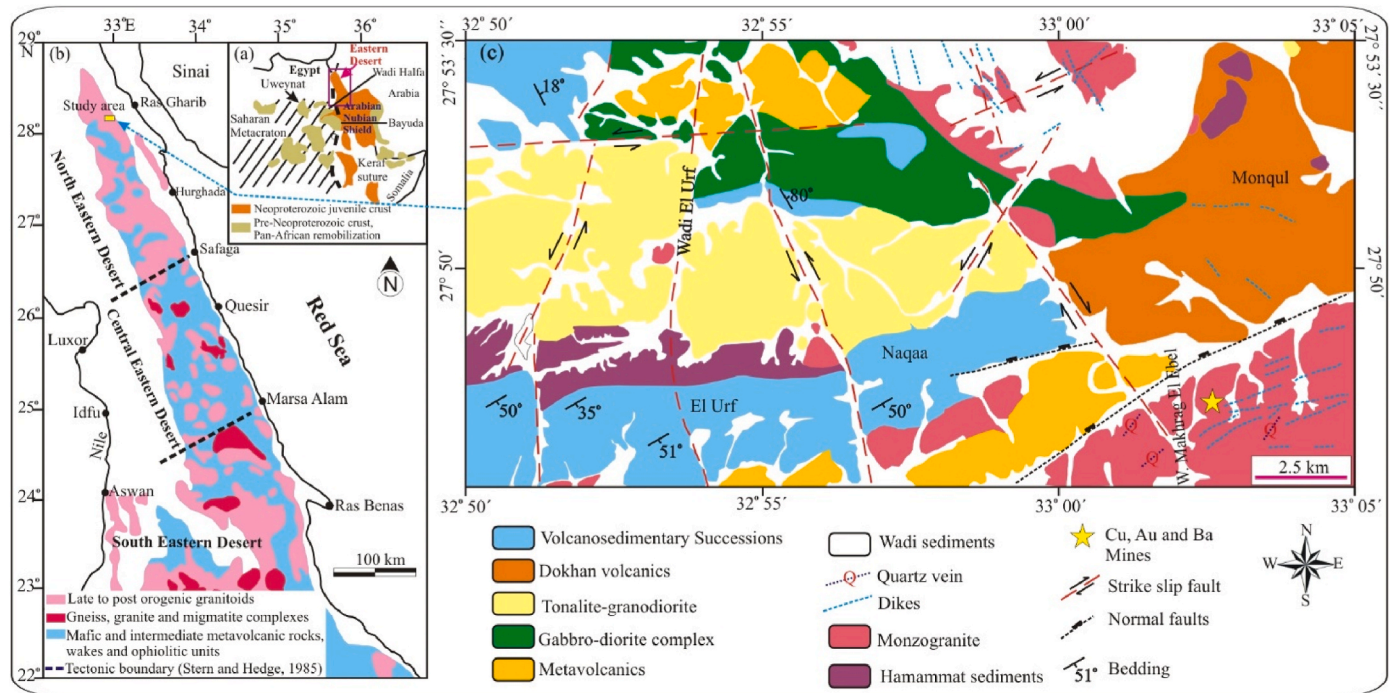 33°E
34°
35°
36°
29°
N
28°
27°
26°
25°
24°
23°
22°
(b)
Sinai
Study area
Ras Gharib
Hurghada
North Eastern Desert
Safaga
Quesir
Central Eastern Desert
Red Sea
Luxor
Marsa Alam
Idfu
Nile
Aswan
Ras Benas
South Eastern Desert
100 km
N
Late to post orogenic granitoids
Gneiss, granite and migmatite complexes
Mafic and intermediate metavolcanic rocks,
wakes and ophiolitic units
Tectonic boundary (Stern and Hedge, 1985)
(a)
Eastern
Desert
Egypt
Wadi Halfa
Uweynat
Arabia
Arabian
Nubian
Shield
Saharan
Metacraton
Bayuda
Keraf
suture
Somalia
Neoproterozoic juvenile crust
Pre-Neoproterozoic crust,
Pan-African remobilization
32° 50'
32° 55'
33° 00'
33° 05'
(c)
27° 53' 30''
27° 53' 30''
18°
Wadi El Urf
80°
Monqul
27° 50'
27° 50'
Naqaa
El Urf
50°
35°
51°
50°
W. Makhrag El Ebel
Q
Q
Q
2.5 km
32° 50'
32° 55'
33° 00'
33° 05'
Volcanosedimentary Successions
Dokhan volcanics
Tonalite-granodiorite
Gabbro-diorite complex
Metavolcanics
Wadi sediments
Q
Quartz vein
Dikes
Monzogranite
Hamammat sediments
Cu, Au and Ba
Mines
Strike slip fault
Normal faults
51°
Bedding
N
W
E
S